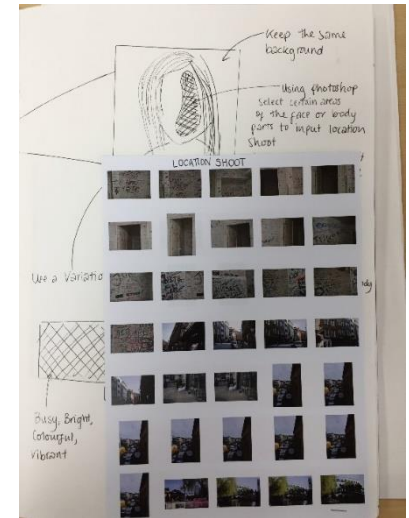 Keep the same
background
Using photoshop
select certain areas
of the face or body
parts to input location
shoot
LOCATION SHOOT
Use a Variatio
Busy, Bright,
Colourful,
vibrant